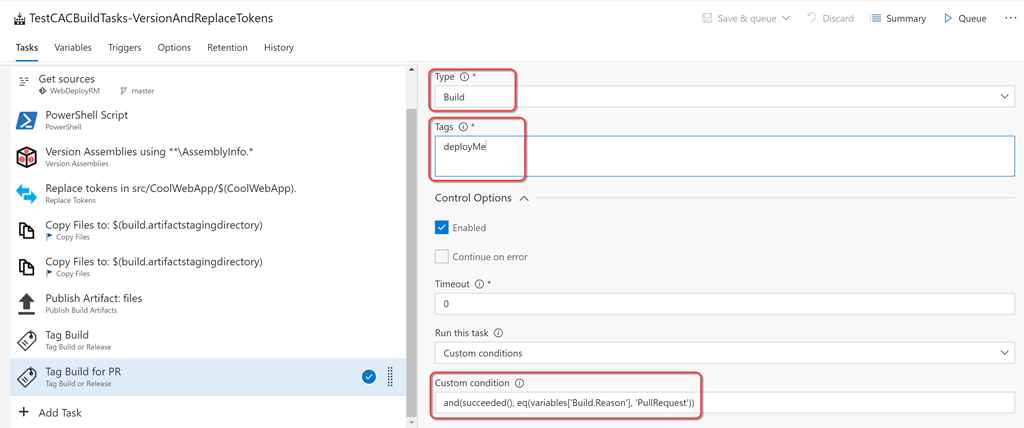 TestCACBuildTasks-VersionAndReplaceTokens
Save & queue
Discard
Summary
Queue
Tasks
Variables
Triggers
Options
Retention
History
Get sources
WebDeployRM
master
PowerShell Script
PowerShell
Version Assemblies using **\AssemblyInfo.*
Version Assemblies
Replace tokens in src/CoolWebApp/$(CoolWebApp).
Replace Tokens
Copy Files to: $(build.artifactstagingdirectory)
Copy Files
Copy Files to: $(build.artifactstagingdirectory)
Copy Files
Publish Artifact: files
Publish Build Artifacts
Tag Build
Tag Build or Release
Tag Build for PR
Tag Build or Release
+ Add Task
Type *
Build
Tags *
deployMe
Control Options
Enabled
Continue on error
Timeout *
0
Run this task
Custom conditions
Custom condition
and(succeeded(), eq(variables['Build.Reason'], 'PullRequest'))